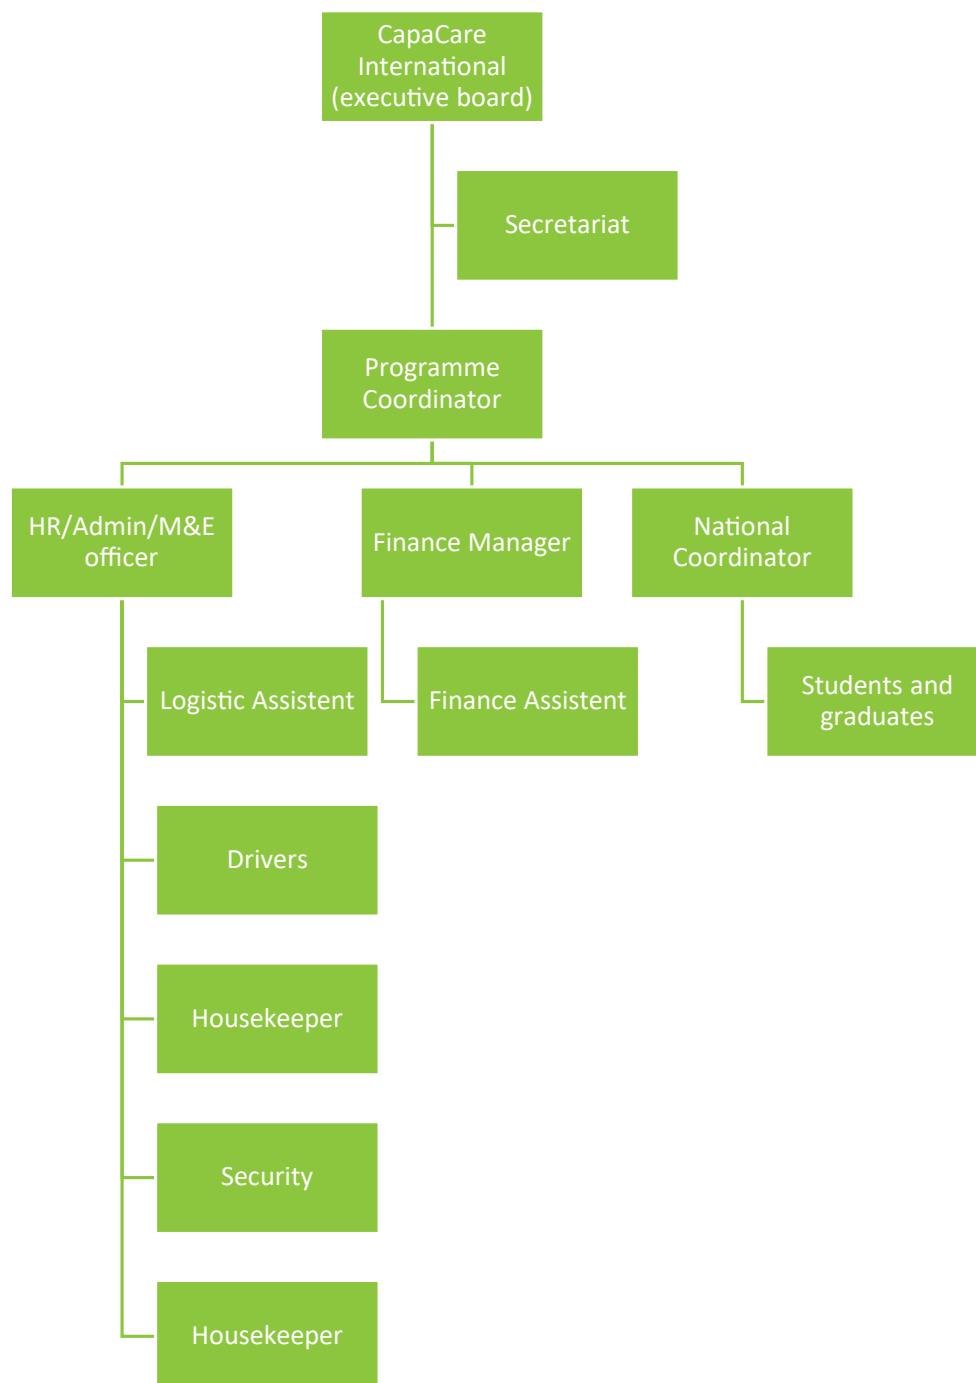 CapaCare
International
(executive board)
Secretariat
Programme
Coordinator
HR/Admin/M&E
officer
Finance Manager
National
Coordinator
Logistic Assistent
Finance Assistent
Students and
graduates
Drivers
Housekeeper
Security
Housekeeper